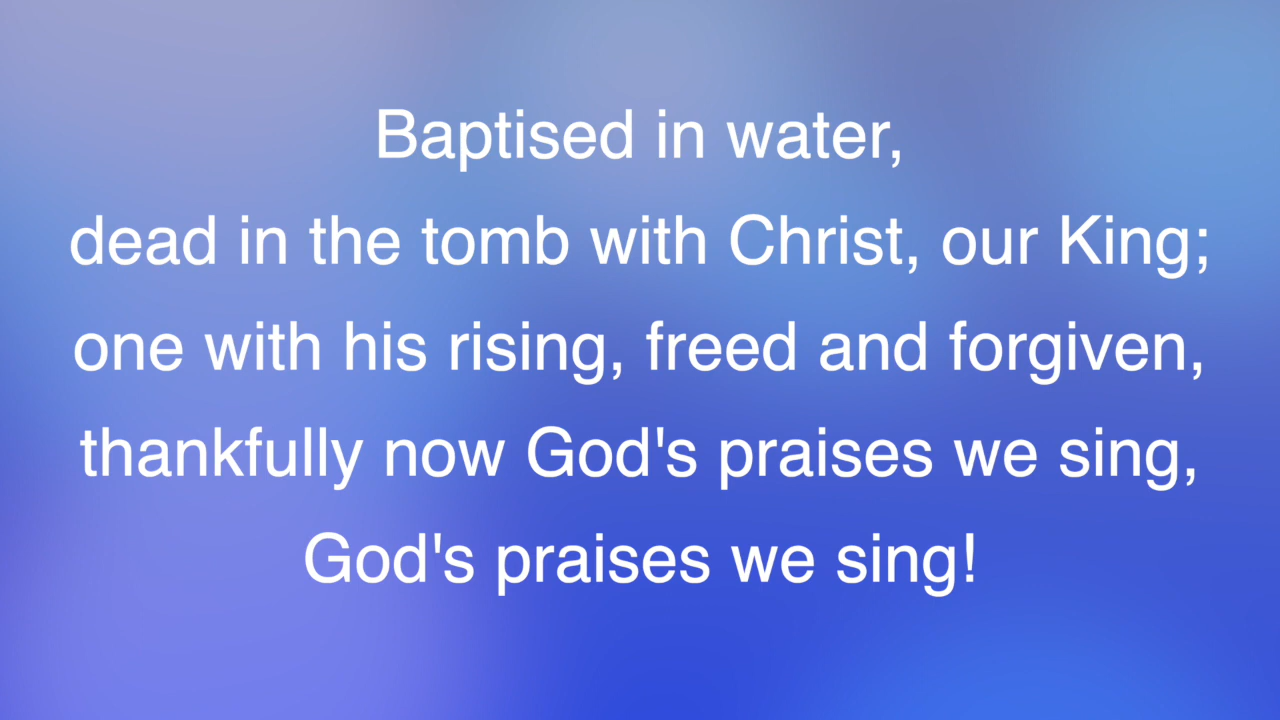 Baptised in water,
dead in the tomb with Christ, our King;
one with his rising, freed and forgiven,
thankfully now God's praises we sing,
God's praises we sing!